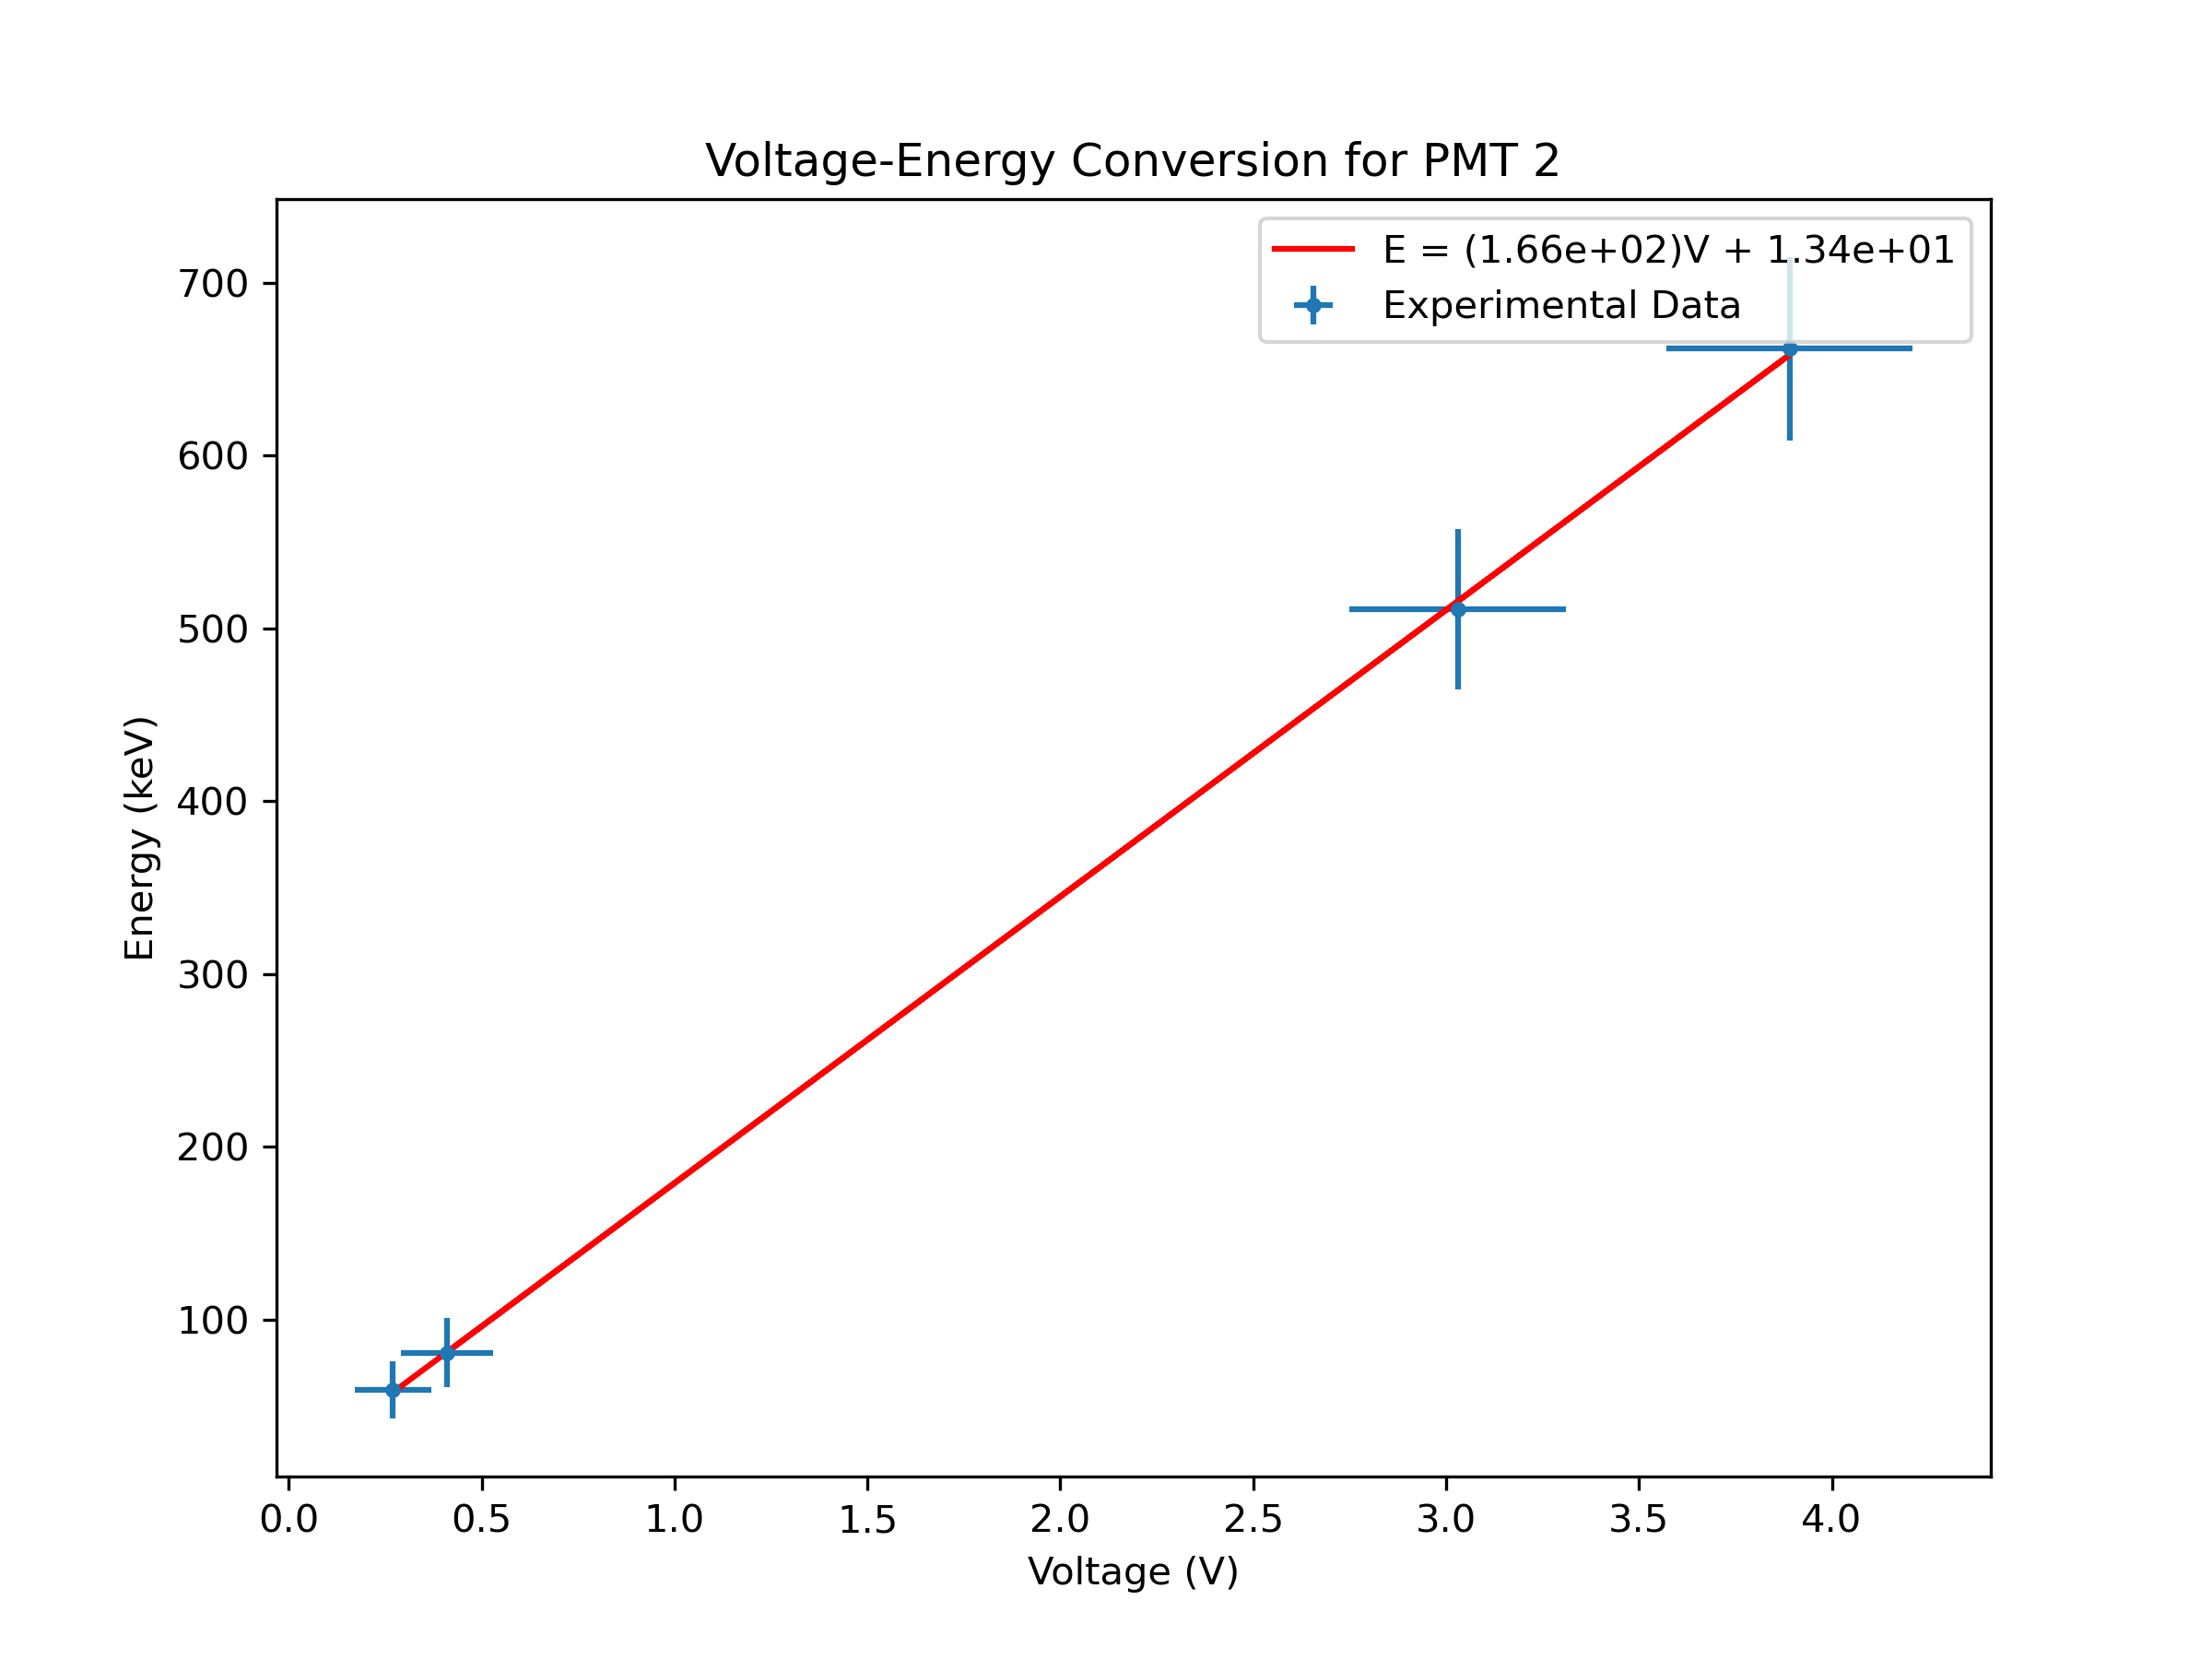 Voltage-Energy Conversion for PMT 2
E = (1.66e+02)V + 1.34e+01
Experimental Data
700
600
500
400
300
200
100
Energy (keV)
0.0 0.5 1.0 1.5 2.0 2.5 3.0 3.5 4.0
Voltage (V)